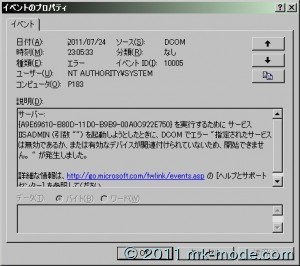 イベントのプロパティ
イベント
日付(A): 2011/07/24 ソース(S): DCOM
時刻(M): 23:05:33 分類(R): なし
種類(E): エラー イベント ID(I): 10005
ユーザー(U): NT AUTHORITY¥SYSTEM
コンピュータ(O): P183
説明(D):
サーバー:
{A9E69610-B80D-11D0-B9B9-00A0C922E750} を実行するために サービス
IISADMIN (引数 "") を起動しようとしたときに、DCOM でエラー "指定されたサービス
は無効であるか、または有効なデバイスが関連付けられていないため、開始できま
せん。" が発生しました。
詳細な情報は、http://go.microsoft.com/fwlink/events.asp の [ヘルプとサポート
センター] を参照してください。
データ(T): バイト(B) ワード(W)
© 2011 mk-mode.com